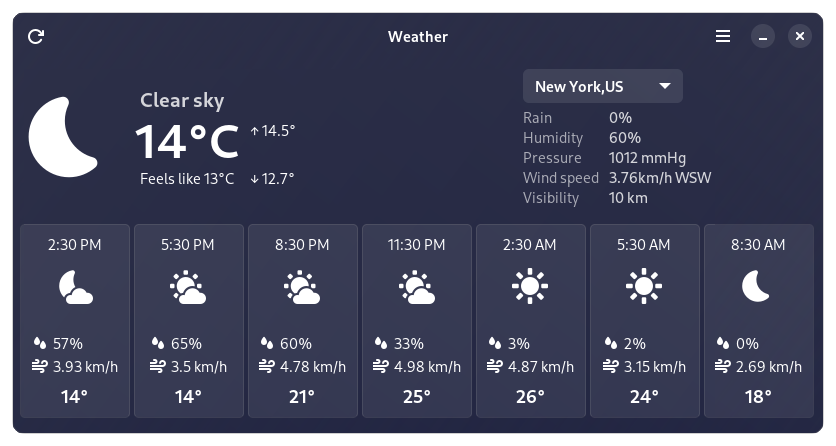 Weather
Clear sky
14°C
↑ 14.5°
Feels like 13°C
↓ 12.7°
New York,US
Rain 0%
Humidity 60%
Pressure 1012 mmHg
Wind speed 3.76km/h WSW
Visibility 10 km
2:30 PM 5:30 PM 8:30 PM 11:30 PM 2:30 AM 5:30 AM 8:30 AM
57% 65% 60% 33% 3% 2% 0%
3.93 km/h 3.5 km/h 4.78 km/h 4.98 km/h 4.87 km/h 3.15 km/h 2.69 km/h
14° 14° 21° 25° 26° 24° 18°